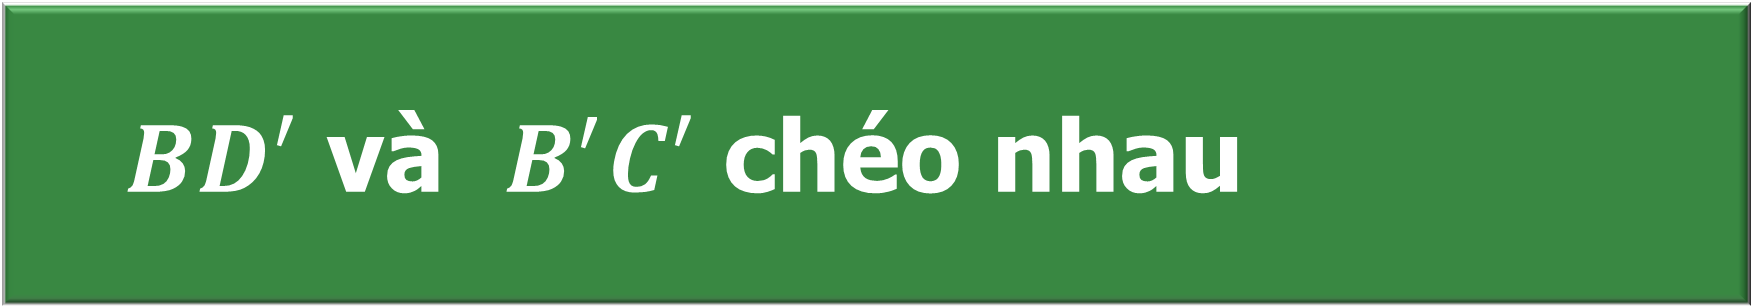 BD′ và B′C′ chéo nhau